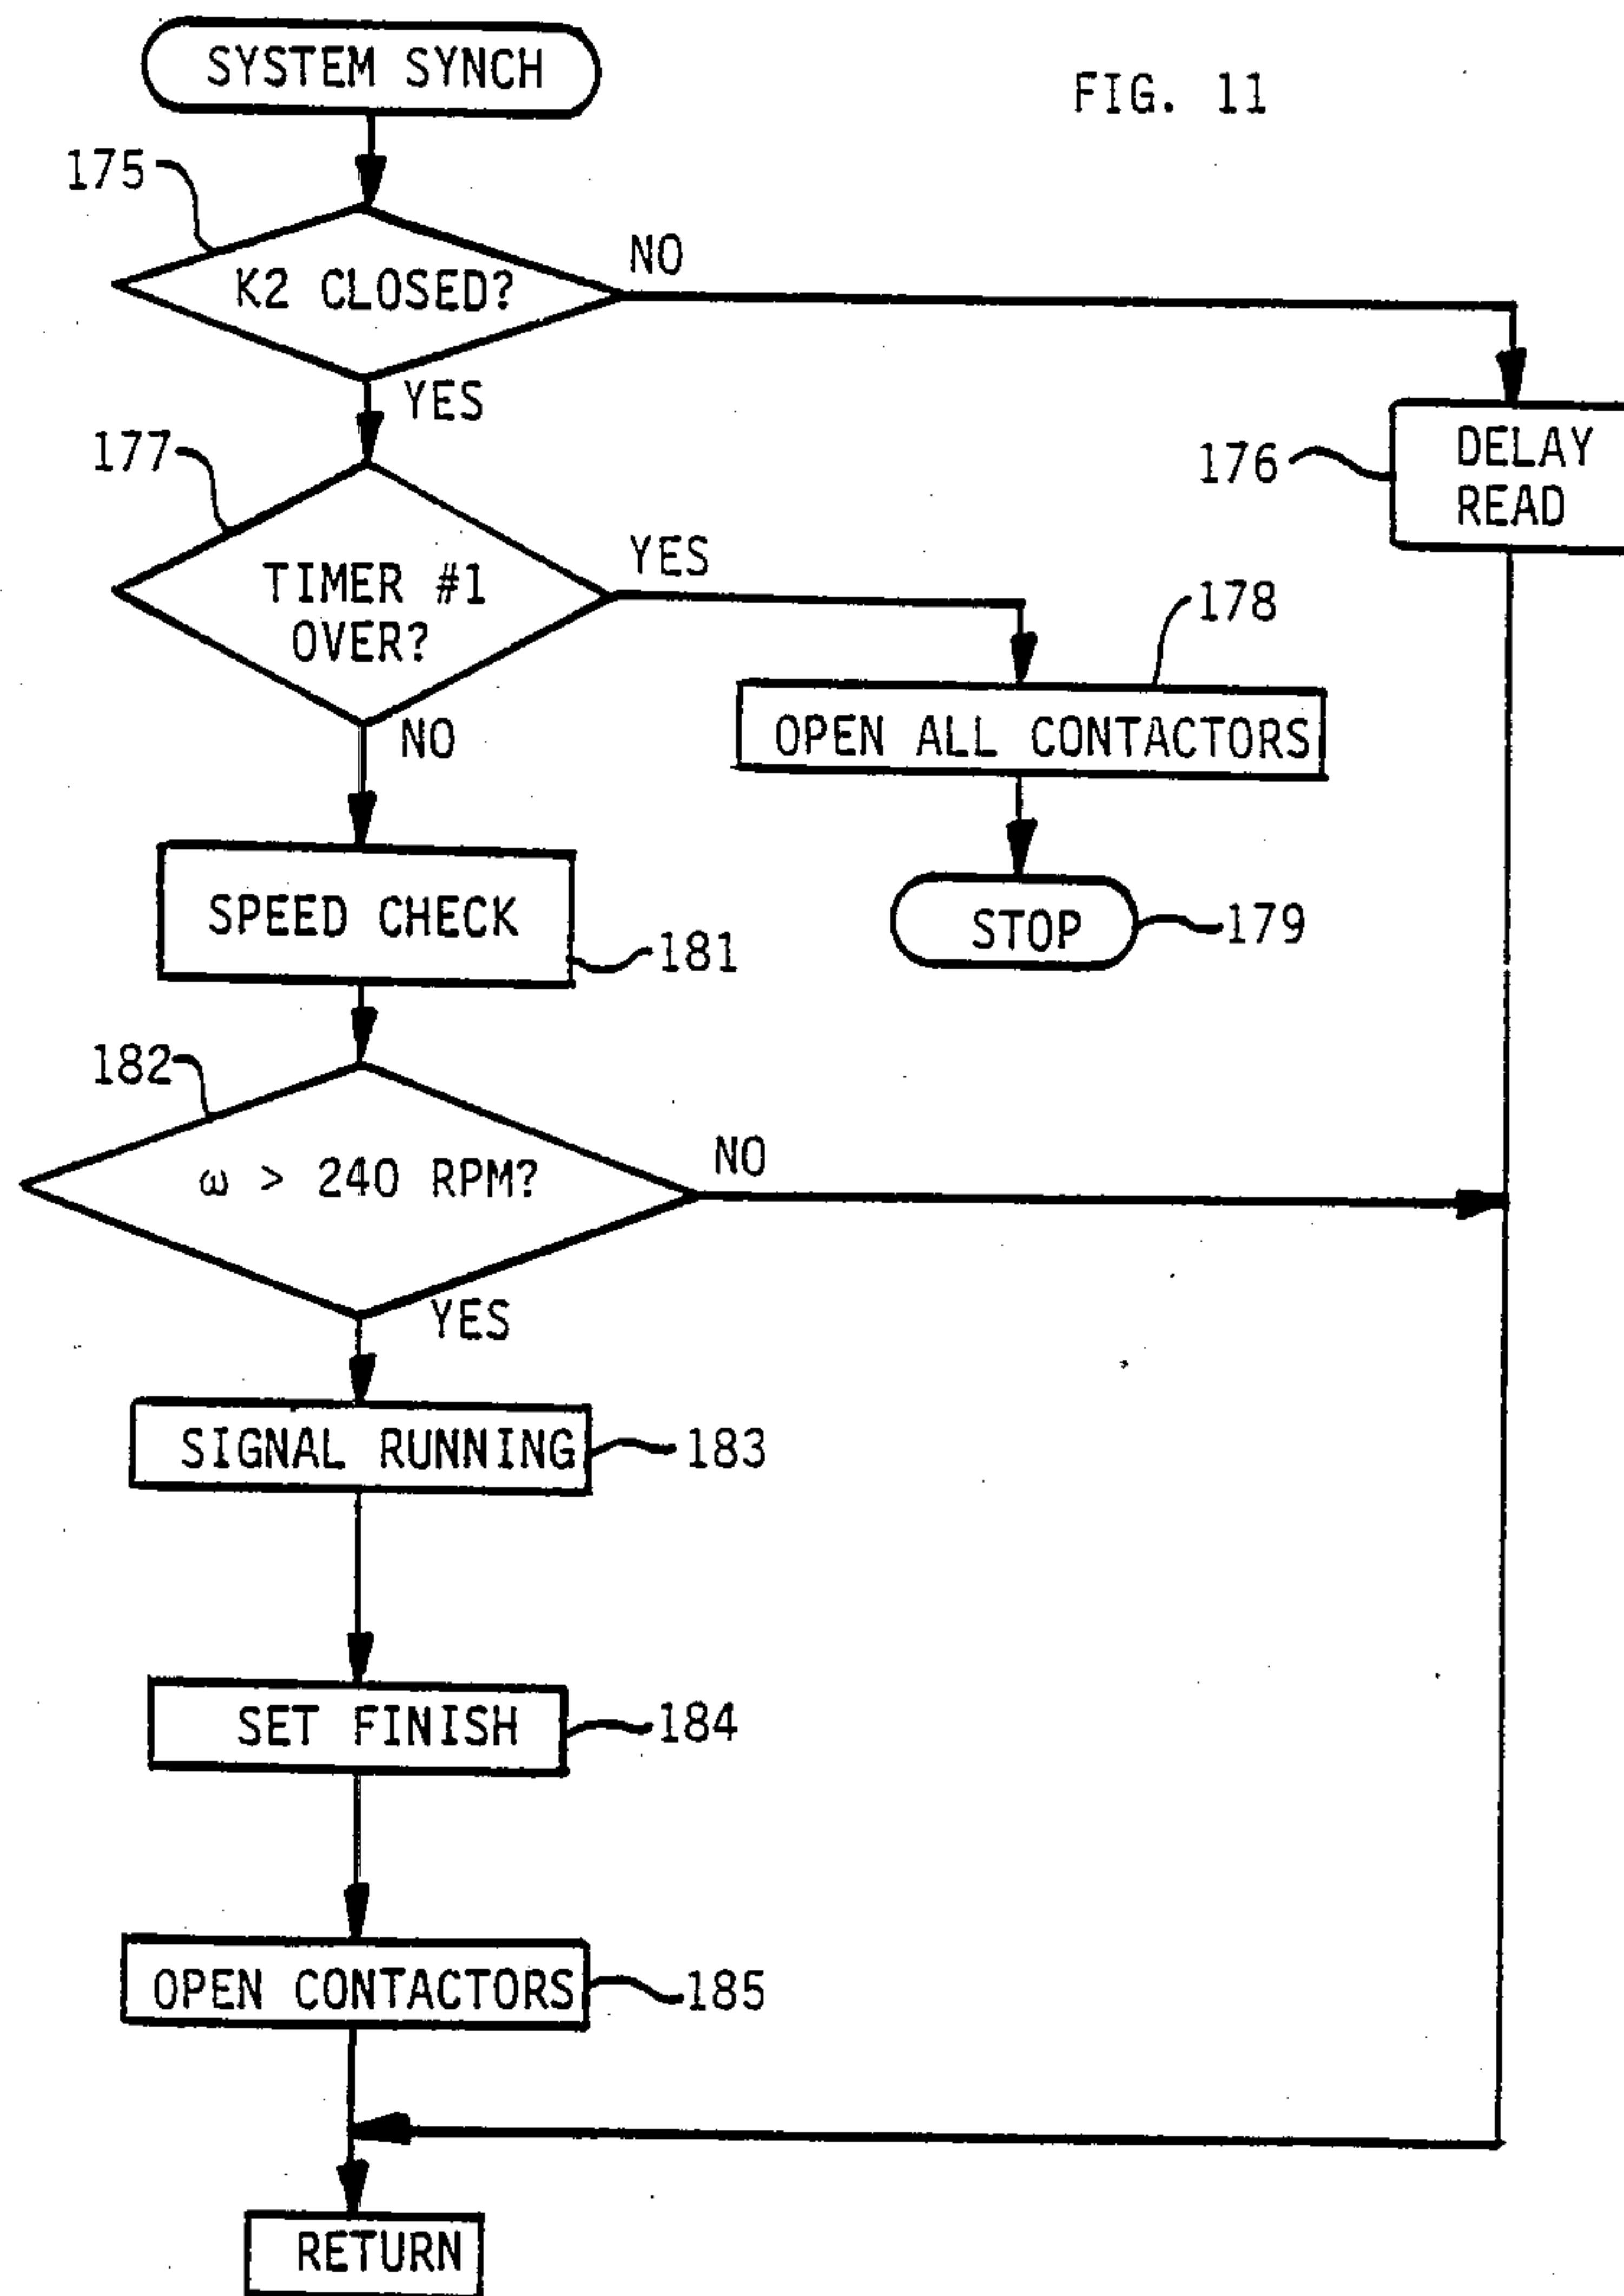 SYSTEM SYNCH
FIG. 11
175
K2 CLOSED?
NO
YES
DELAY
READ
176
177
TIMER #1
OVER?
YES
NO
178
OPEN ALL CONTACTORS
STOP
179
SPEED CHECK
181
182
ω > 240 RPM?
NO
YES
SIGNAL RUNNING
183
SET FINISH
184
OPEN CONTACTORS
185
RETURN